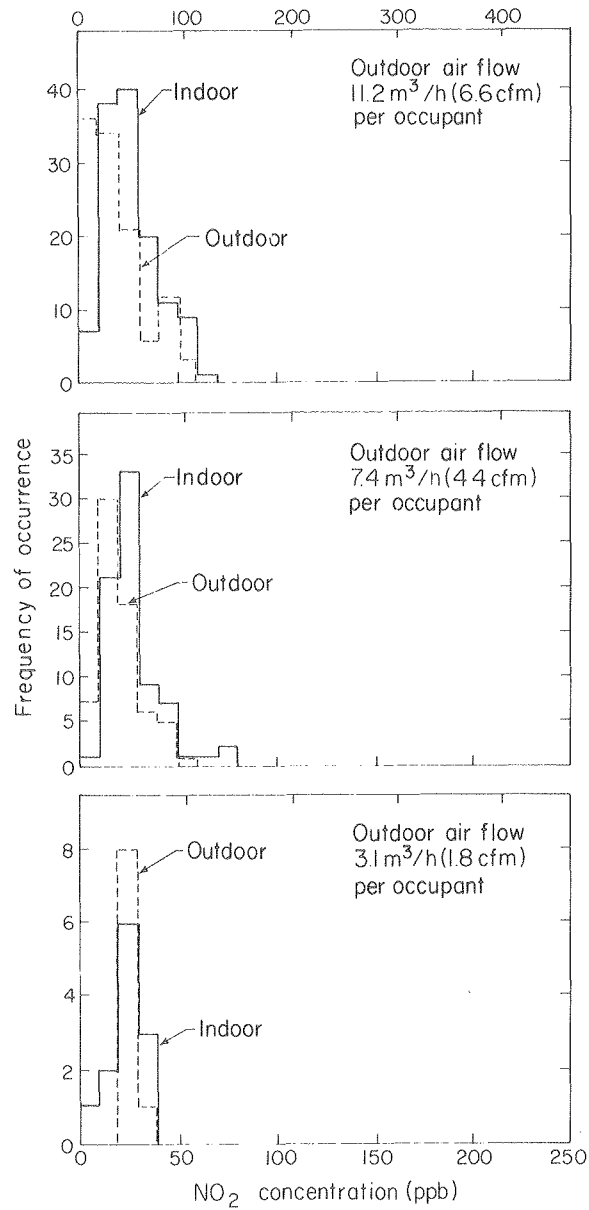 0 100 200 300 400
40
30
20
10
0
Indoor
Outdoor
Outdoor air flow
11.2 m³/h (6.6 cfm)
per occupant
Frequency of occurrence
35
30
25
20
15
10
5
0
Indoor
Outdoor
Outdoor air flow
7.4 m³/h (4 4 cfm)
per occupant
8
6
4
2
0
Outdoor
Indoor
Outdoor air flow
3.1 m³/h (1.8 cfm)
per occupant
0 50 100 150 200 250
NO₂ concentration (ppb)